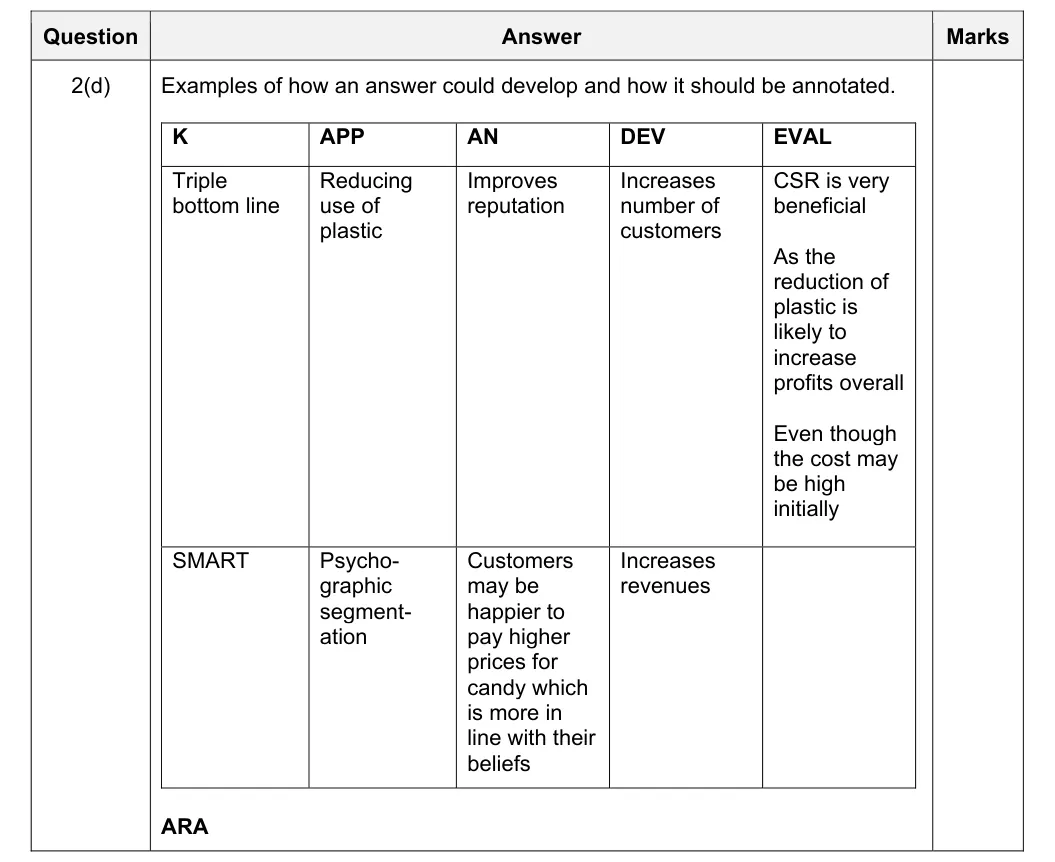 Question Answer Marks
2(d) Examples of how an answer could develop and how it should be annotated.
K APP AN DEV EVAL
Triple
bottom line
Reducing
use of
plastic
Improves
reputation
Increases
number of
customers
CSR is very
beneficial
As the
reduction of
plastic is
likely to
increase
profits overall
Even though
the cost may
be high
initially
SMART
Psycho-
graphic
segment-
ation
Customers
may be
happier to
pay higher
prices for
candy which
is more in
line with their
beliefs
Increases
revenues
ARA